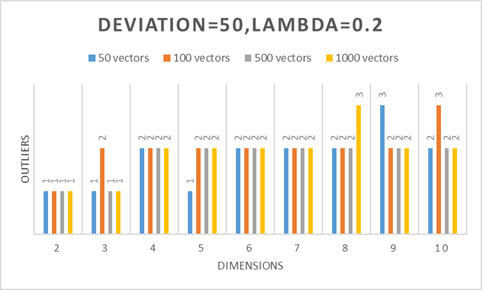 DEVIATION=50,LAMBDA=0.2
50 vectors 100 vectors 500 vectors 1000 vectors
OUTLIERS
1 1 1 1 1 2 1 1 2 2 2 2 1 2 2 2 2 2 2 2 2 2 2 2 2 2 2 3 3 2 2 2 2 3 2 2
2 3 4 5 6 7 8 9 10
DIMENSIONS